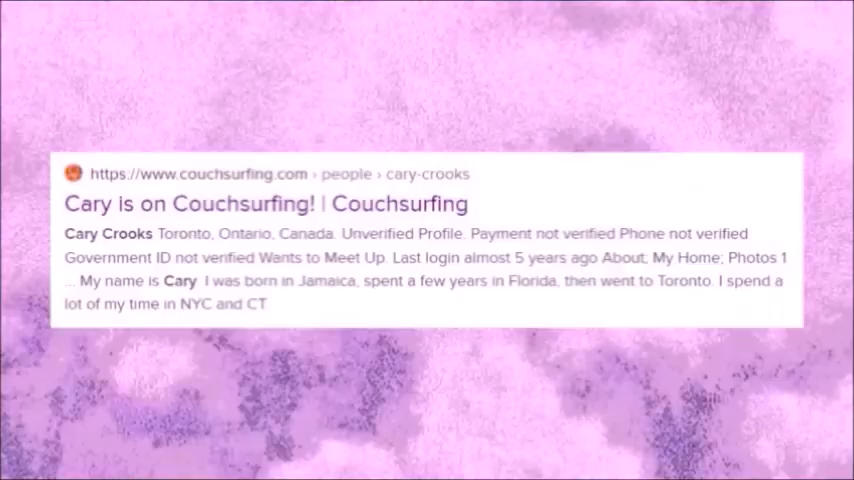 https://www.couchsurfing.com › people › cary-crooks
Cary is on Couchsurfing! | Couchsurfing
Cary Crooks Toronto, Ontario, Canada. Unverified Profile. Payment not verified Phone not verified
Government ID not verified Wants to Meet Up. Last login almost 5 years ago About; My Home; Photos 1
... My name is Cary I was born in Jamaica, spent a few years in Florida, then went to Toronto. I spend a
lot of my time in NYC and CT